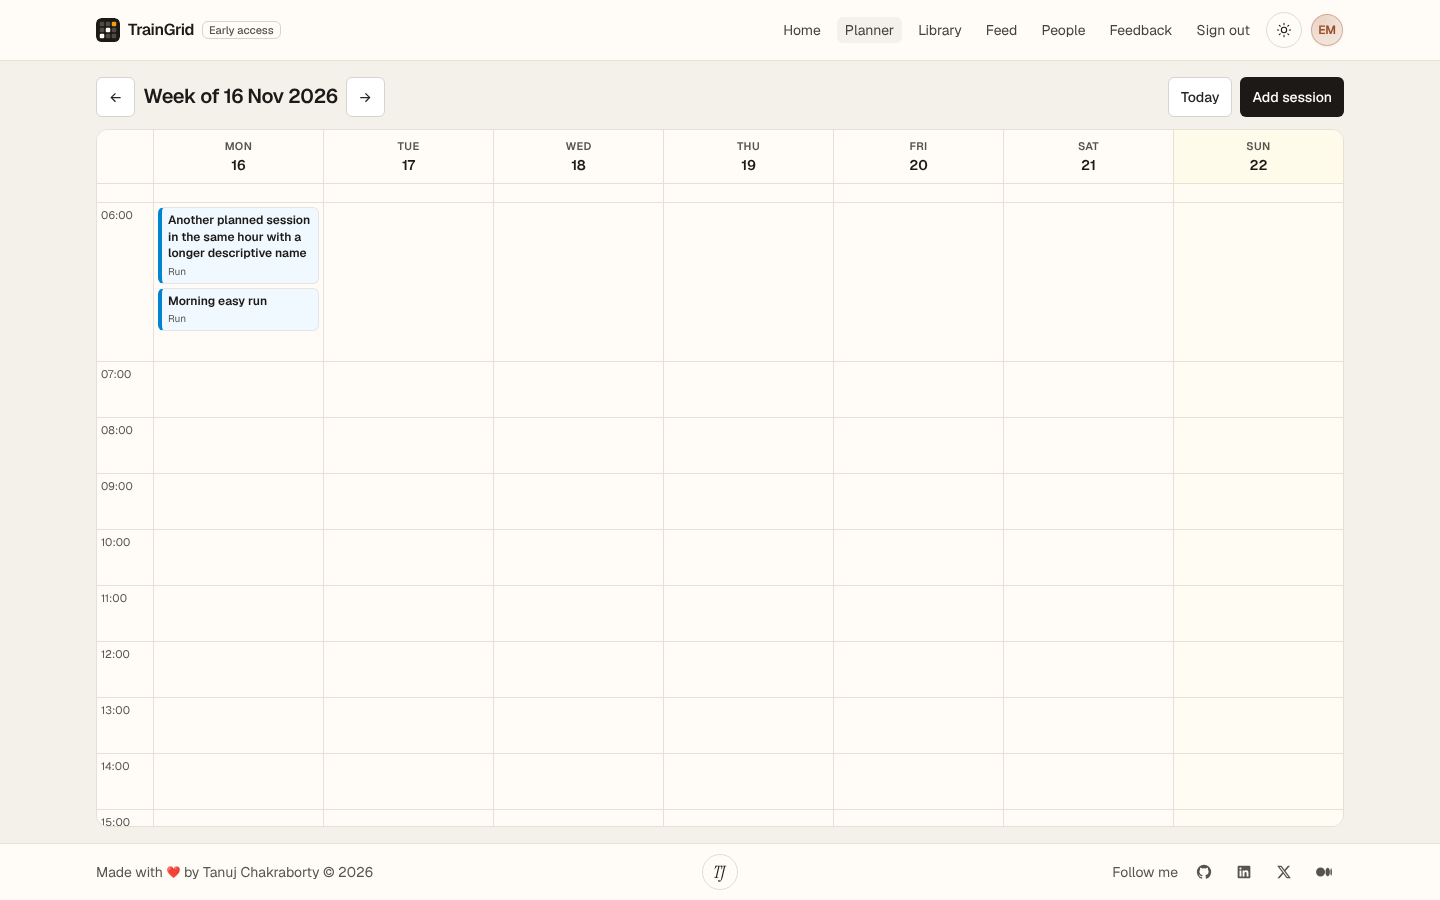 TrainGrid
Early access
Home
Planner
Library
Feed
People
Feedback
Sign out
EM
←
Week of 16 Nov 2026
→
Today
Add session
MON
16
TUE
17
WED
18
THU
19
FRI
20
SAT
21
SUN
22
06:00
Another planned session
in the same hour with a
longer descriptive name
Run
Morning easy run
Run
07:00
08:00
09:00
10:00
11:00
12:00
13:00
14:00
15:00
Made with ❤️ by Tanuj Chakraborty © 2026
TJ
Follow me